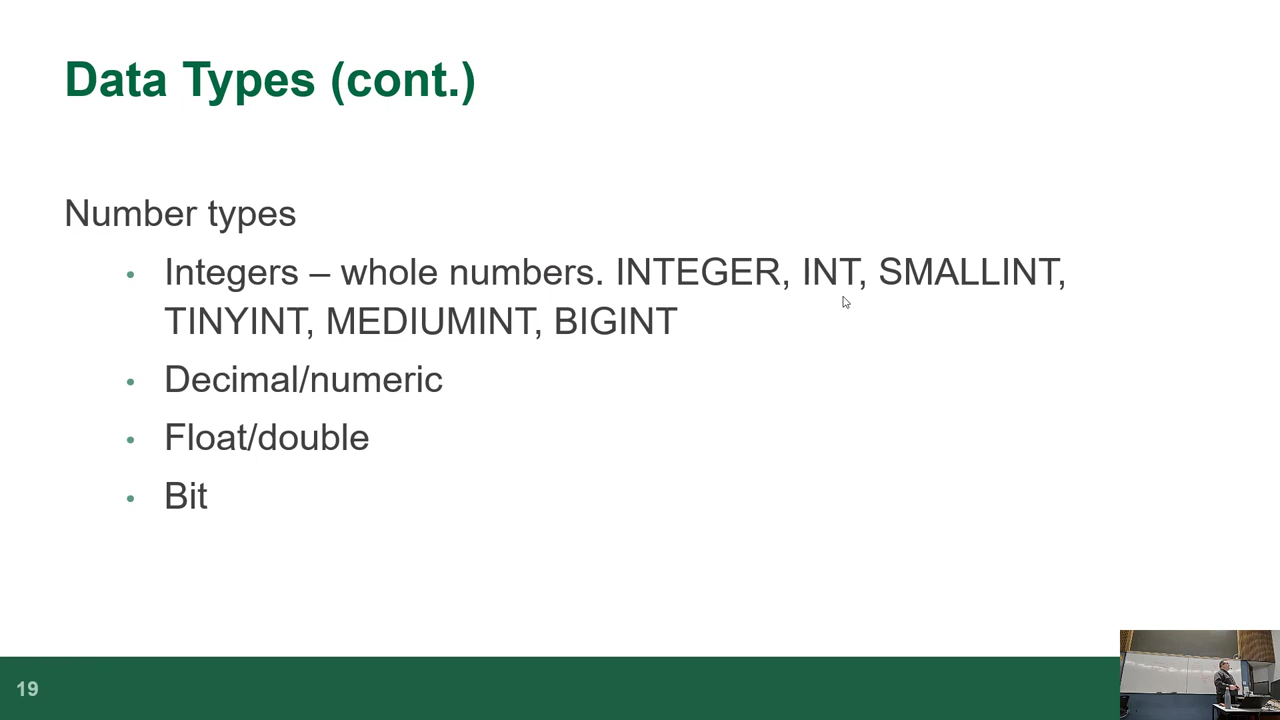 Data Types (cont.)
Number types
• Integers – whole numbers. INTEGER, INT, SMALLINT,
TINYINT, MEDIUMINT, BIGINT
• Decimal/numeric
• Float/double
• Bit
19